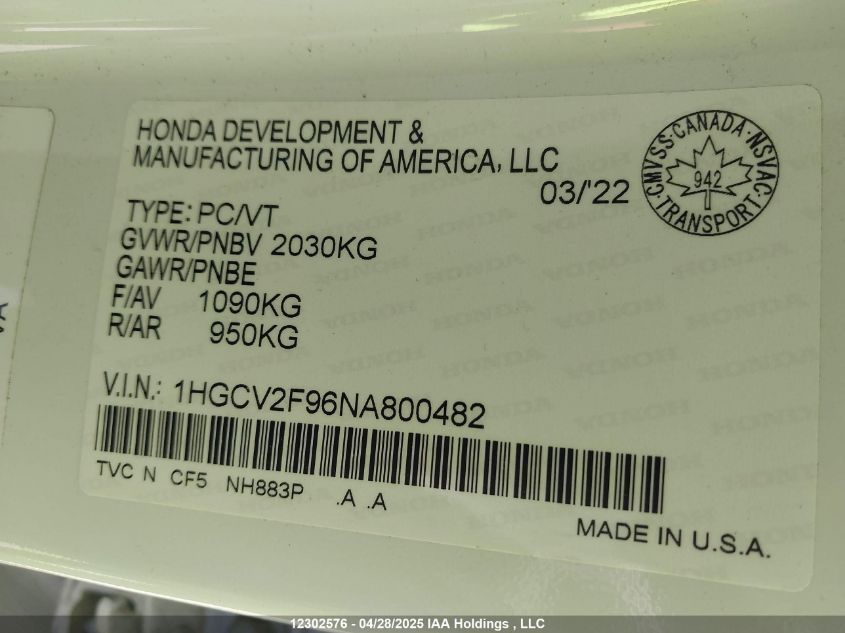 HONDA DEVELOPMENT &
MANUFACTURING OF AMERICA, LLC
03/'22
CMVSS·CANADA·NSVAC·TRANSPORT·
942
TYPE: PC/VT
GVWR/PNBV 2030KG
GAWR/PNBE
F/AV 1090KG
R/AR 950KG
V.I.N.: 1HGCV2F96NA800482
TVC N CF5 NH883P .A .A
MADE IN U.S.A.
12302576 - 04/28/2025 IAA Holdings , LLC